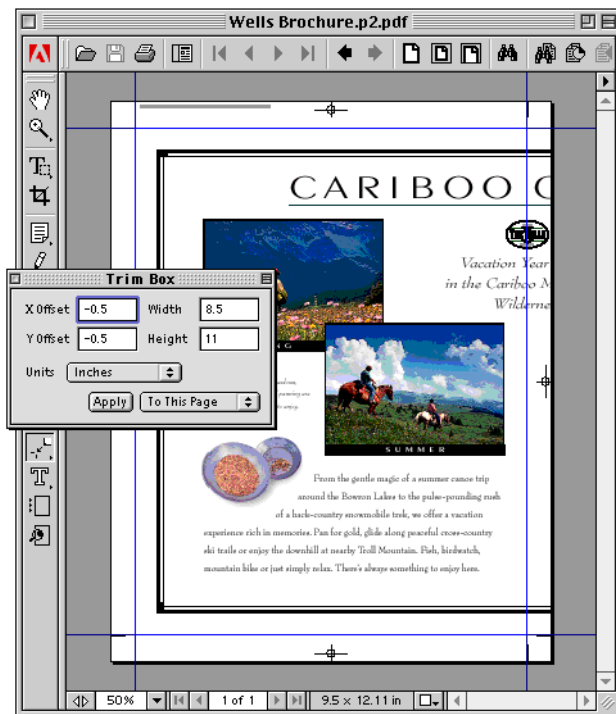 Wells Brochure.p2.pdf
CARIBOO
Vacation Year
in the Cariboo M
Wilderne
Trim Box
X Offset -0.5 Width 8.5
Y Offset -0.5 Height 11
Units Inches
Apply To This Page
NG
to enjoy.
SUMMER
From the gentle magic of a summer canoe trip
around the Bowron Lakes to the pulse-pounding rush
of a back-country snowmobile trek, we offer a vacation
experience rich in memories. Pan for gold, glide along peaceful cross-country
ski trails or enjoy the downhill at nearby Troll Mountain. Fish, birdwatch,
mountain bike or just simply relax. There's always something to enjoy here.
50% 1 of 1 9.5 x 12.11 in